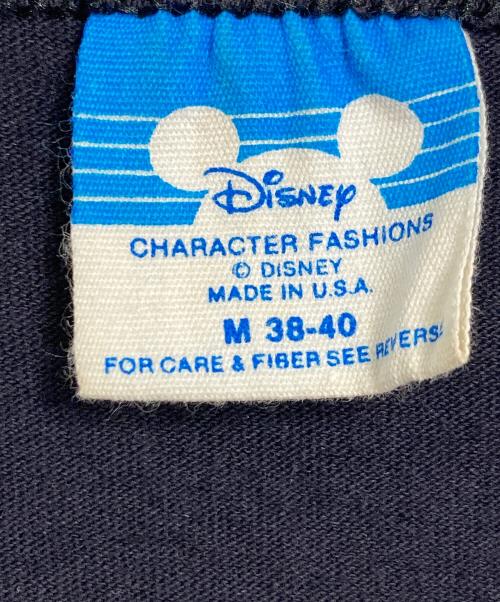 Disney
CHARACTER FASHIONS
© DISNEY
MADE IN U.S.A.
M 38-40
FOR CARE & FIBER SEE REVERSE